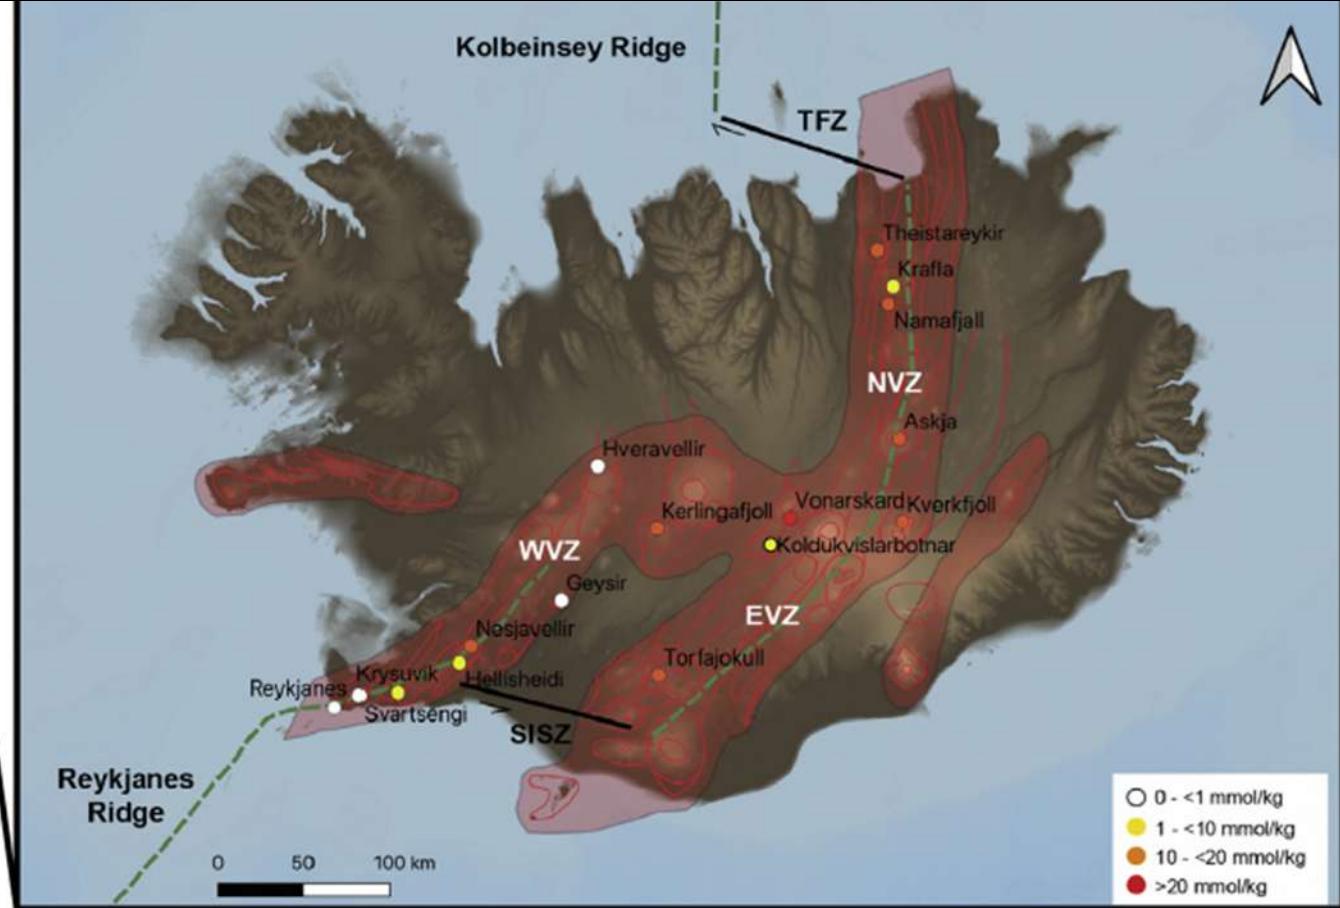 Kolbeinsey Ridge
TFZ
Theistareykir
Krafla
Namafjall
NVZ
Askja
Hveravellir
Kerlingafjoll
Vonarskard
Kverkfjöll
Koldukvislarbotnar
WVZ
Geysir
EVZ
Nesjavellir
Torfajokull
Krysuvik
Hellisheidi
Reykjanes
Svartsengi
SISZ
Reykjanes
Ridge
0 50 100 km
0 - <1 mmol/kg
1 - <10 mmol/kg
10 - <20 mmol/kg
>20 mmol/kg